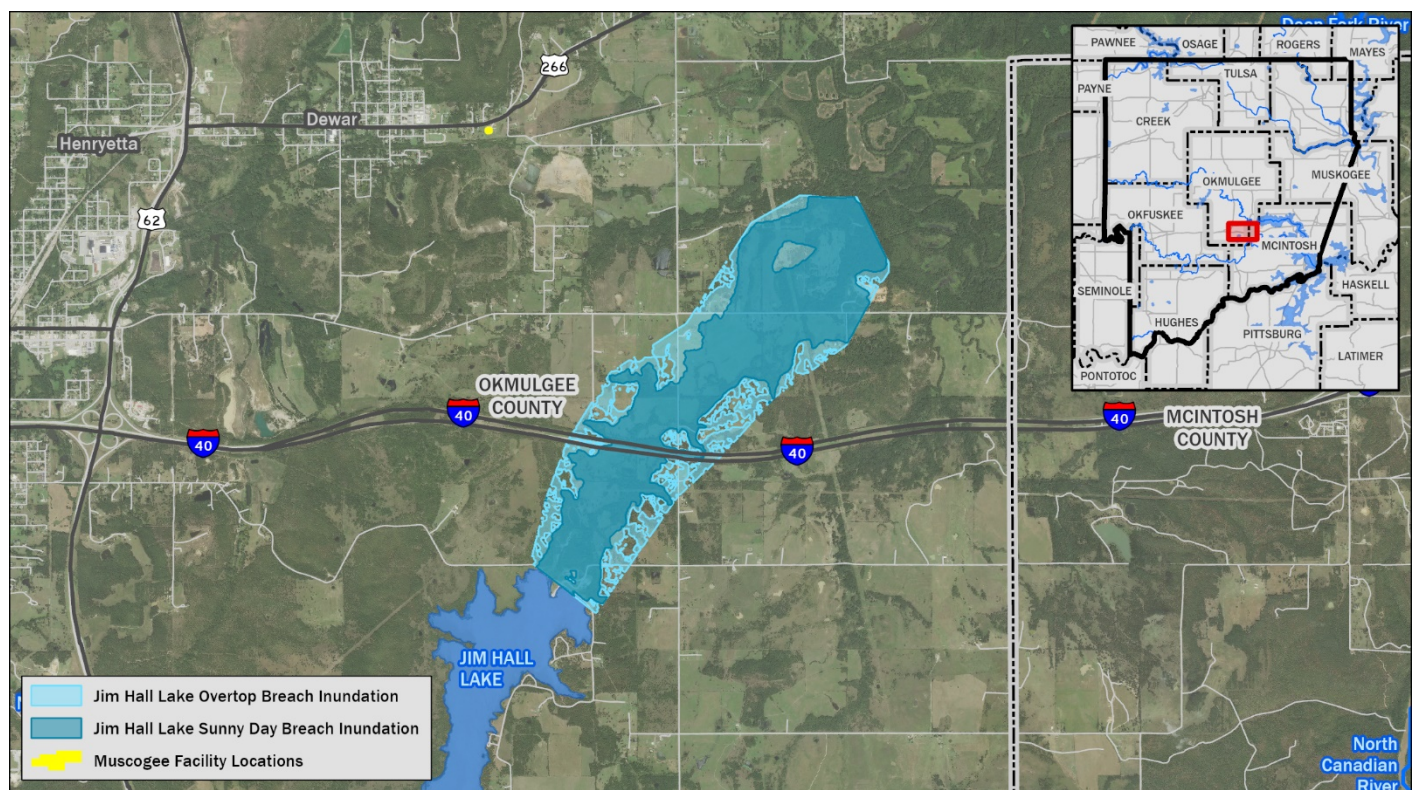 Deep Fork River
266
Dewar
Henryetta
62
OKMULGEE
COUNTY
40
40
40
40
MCINTOSH
COUNTY
JIM HALL
LAKE
North
Canadian
River
PAWNEE
OSAGE
ROGERS
MAYES
TULSA
PAYNE
CREEK
OKMULGEE
MUSKOGEE
OKFUSKEE
MCINTOSH
SEMINOLE
HASKELL
HUGHES
PITTSBURG
LATIMER
PONTOTOC
Jim Hall Lake Overtop Breach Inundation
Jim Hall Lake Sunny Day Breach Inundation
Muscogee Facility Locations